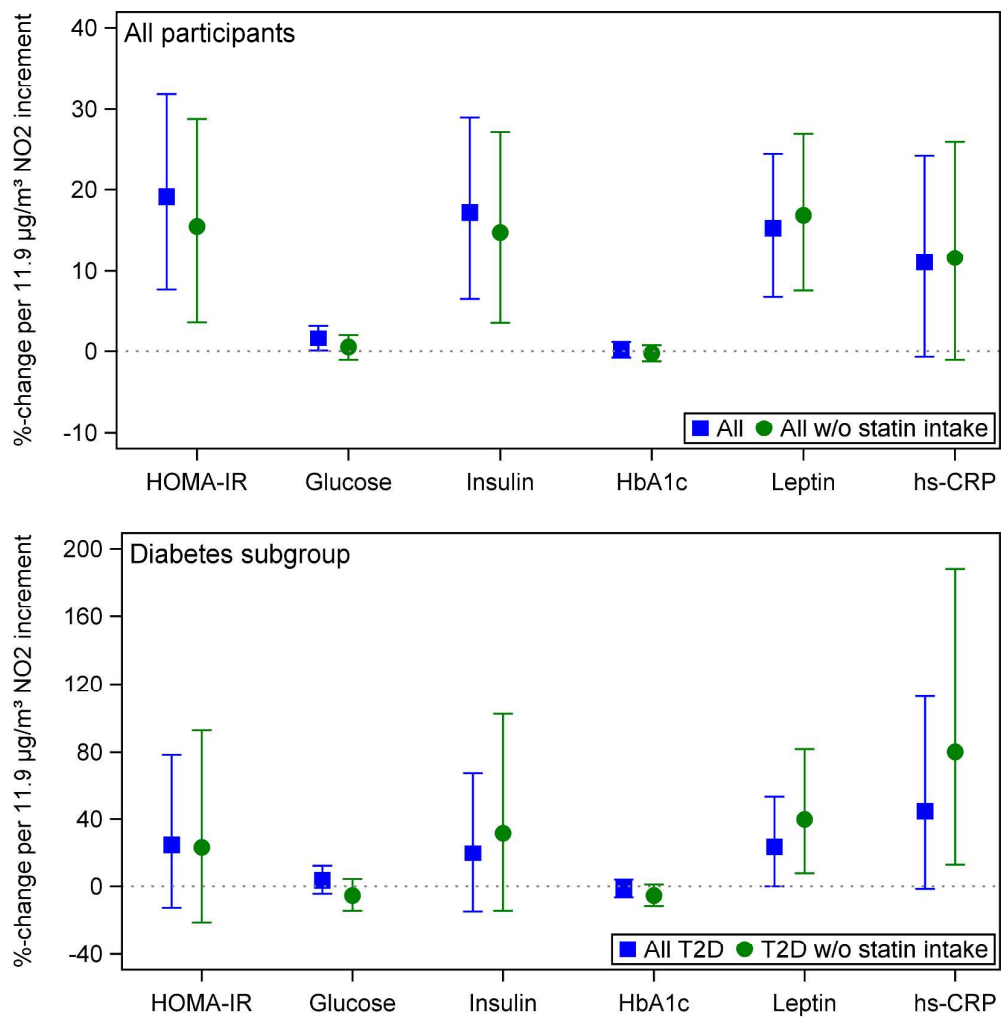 All participants
%-change per 11.9 µg/m³ NO2 increment
40
30
20
10
0
-10
All All w/o statin intake
HOMA-IR Glucose Insulin HbA1c Leptin hs-CRP
Diabetes subgroup
%-change per 11.9 µg/m³ NO2 increment
200
160
120
80
40
0
-40
All T2D T2D w/o statin intake
HOMA-IR Glucose Insulin HbA1c Leptin hs-CRP